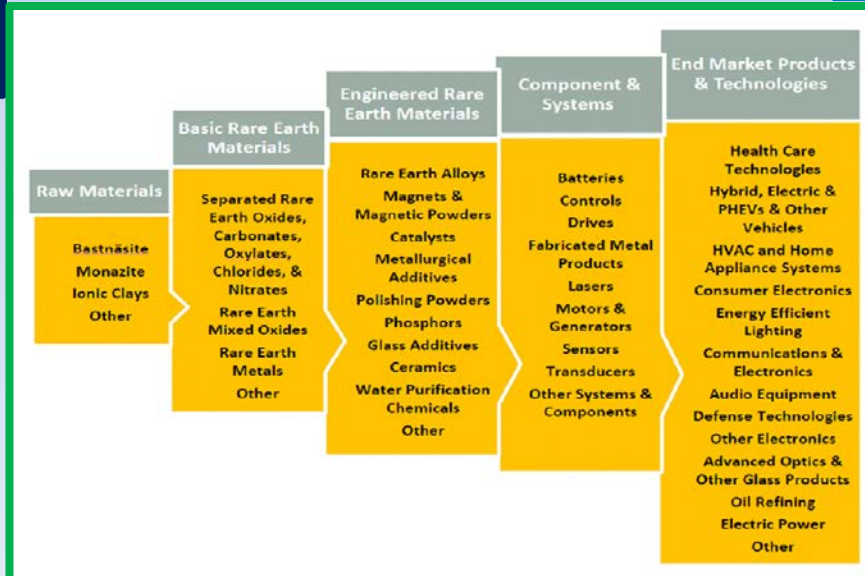 Raw Materials
Bastnäsite
Monazite
Ionic Clays
Other
Basic Rare Earth
Materials
Separated Rare
Earth Oxides,
Carbonates,
Oxylates,
Chlorides, &
Nitrates
Rare Earth
Mixed Oxides
Rare Earth
Metals
Other
Engineered Rare
Earth Materials
Rare Earth Alloys
Magnets &
Magnetic Powders
Catalysts
Metallurgical
Additives
Polishing Powders
Phosphors
Glass Additives
Ceramics
Water Purification
Chemicals
Other
Component &
Systems
Batteries
Controls
Drives
Fabricated Metal
Products
Lasers
Motors &
Generators
Sensors
Transducers
Other Systems &
Components
End Market Products
& Technologies
Health Care
Technologles
Hybrid, Electric &
PHEVs & Other
Vehicles
HVAC and Home
Appliance Systems
Consumer Electronics
Energy Efficient
Lighting
Communications &
Electronics
Audio Equipment
Defense Technologies
Other Electronics
Advanced Optics &
Other Glass Products
Oil Refining
Electric Power
Other